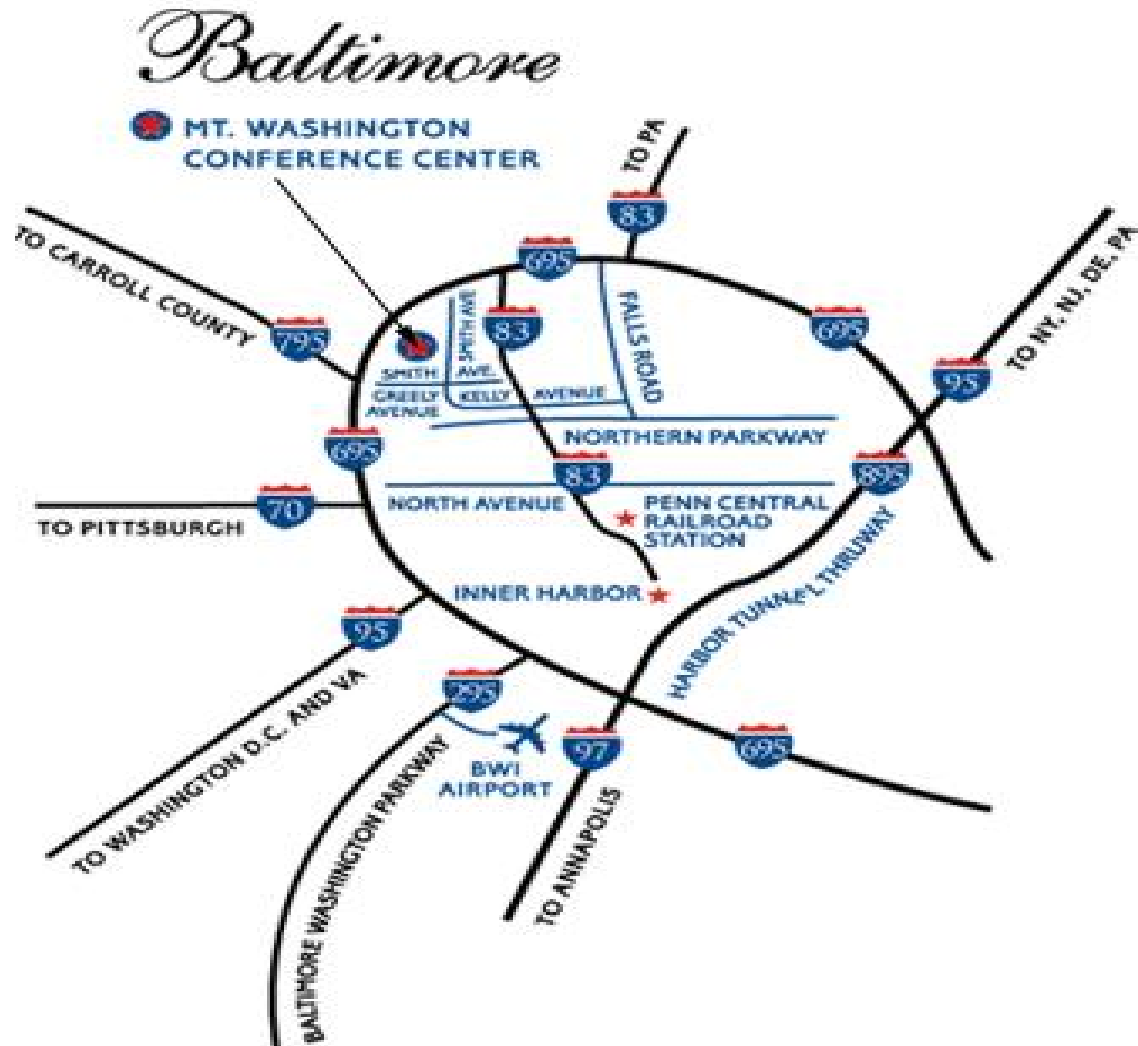 Baltimore
MT. WASHINGTON
CONFERENCE CENTER
TO PA
83
695
TO CARROLL COUNTY
795
SMITH AVE
83
FALLS ROAD
695
TO NY, NJ, DE, PA
95
SMITH AVE.
GREELY
AVENUE
KELLY AVENUE
NORTHERN PARKWAY
695
83
895
70
TO PITTSBURGH
NORTH AVENUE
PENN CENTRAL
RAILROAD
STATION
INNER HARBOR
HARBOR TUNNEL THRUWAY
95
TO WASHINGTON D.C. AND VA
295
BWI
AIRPORT
97
695
BALTIMORE WASHINGTON PARKWAY
TO ANNAPOLIS